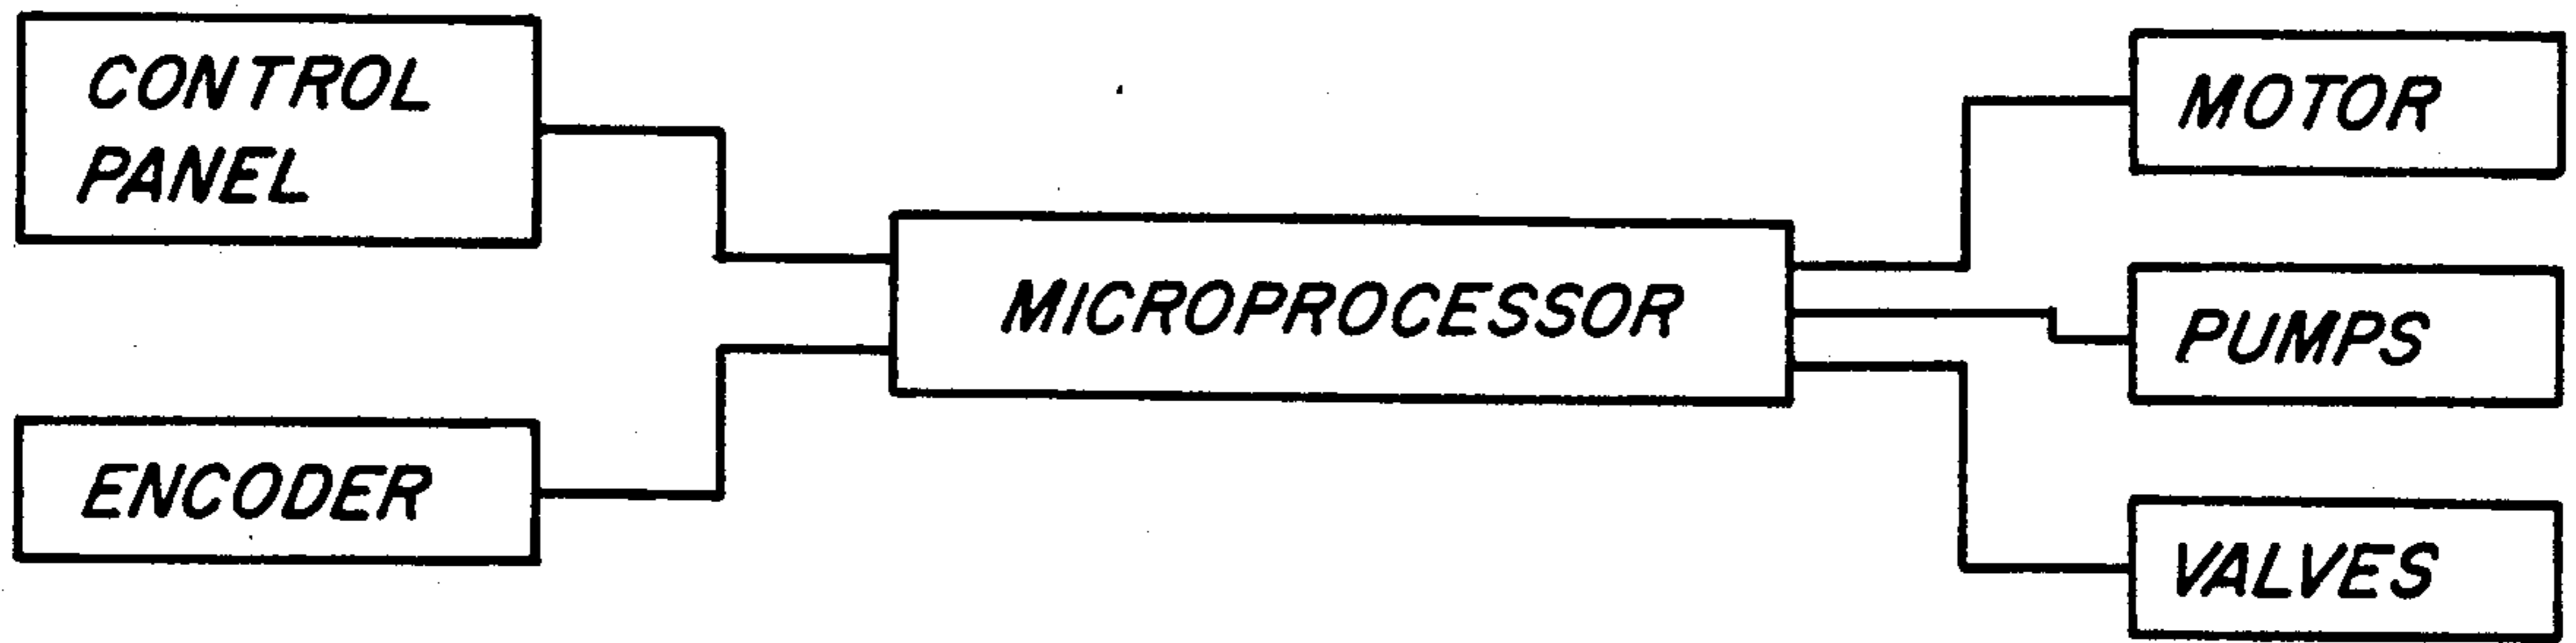 CONTROL
PANEL
ENCODER
MICROPROCESSOR
MOTOR
PUMPS
VALVES